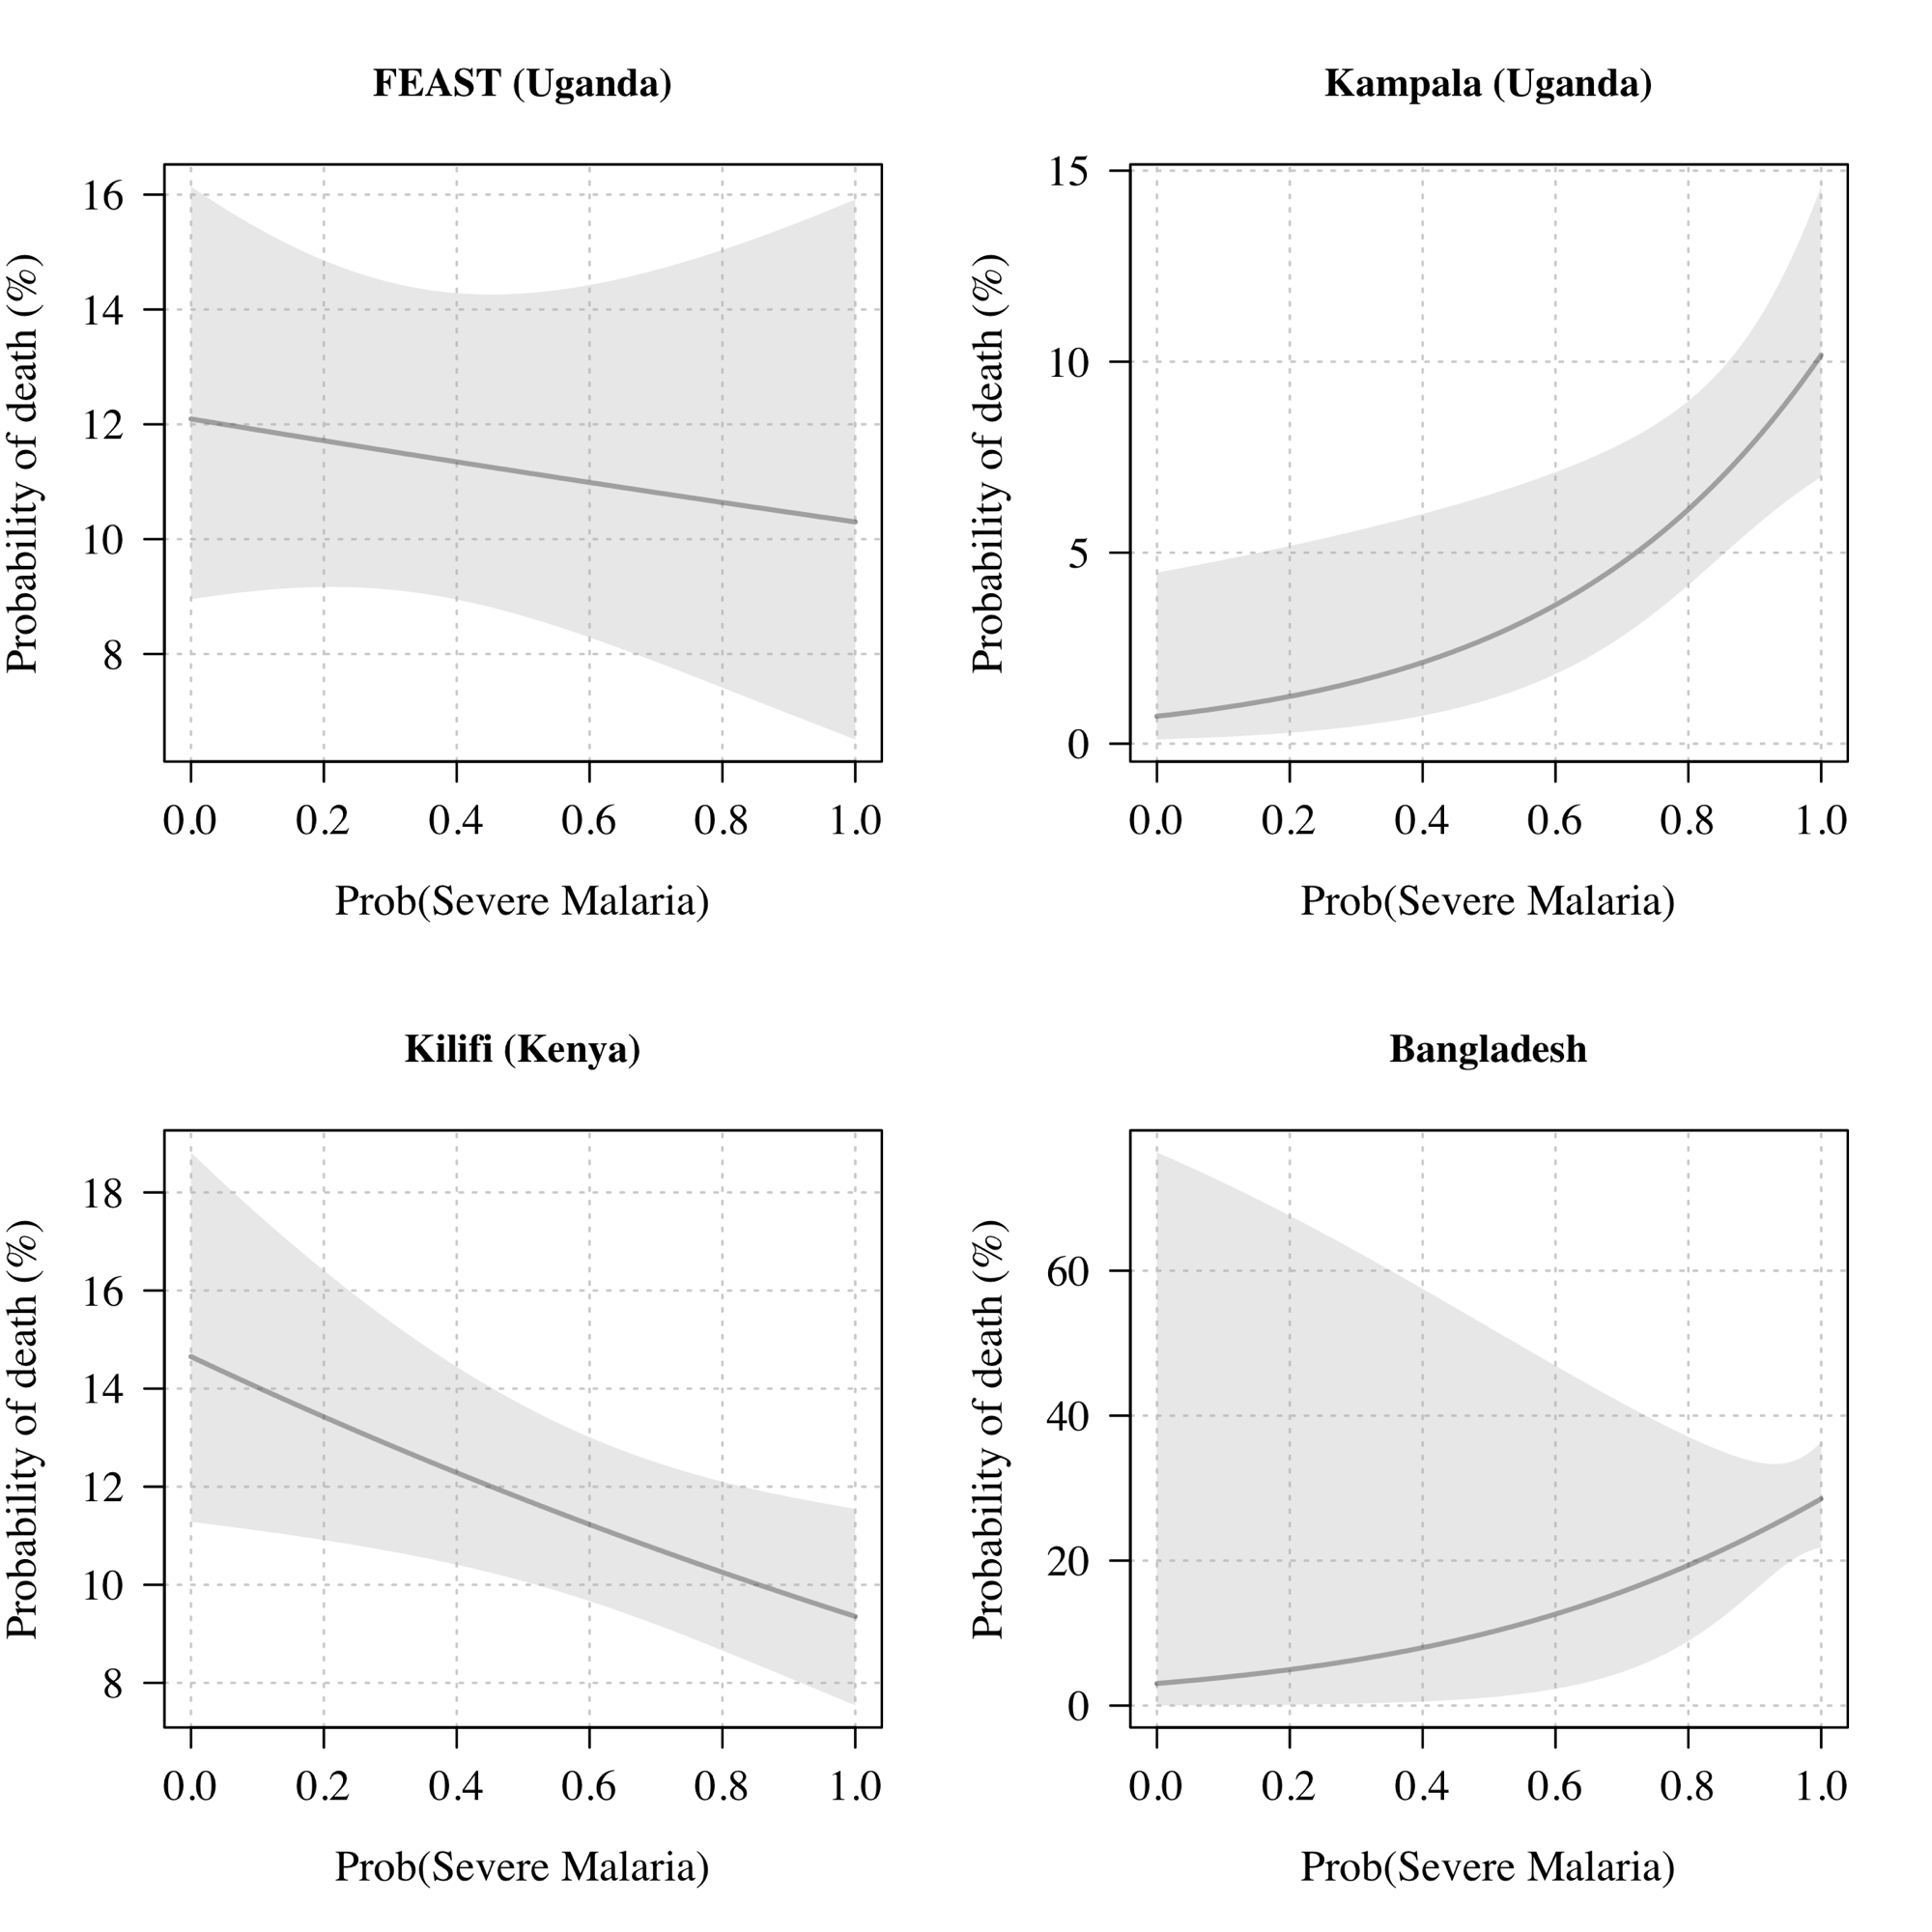 FEAST (Uganda)
Probability of death (%)
16
14
12
10
8
0.0 0.2 0.4 0.6 0.8 1.0
Prob(Severe Malaria)
Kampala (Uganda)
Probability of death (%)
15
10
5
0
0.0 0.2 0.4 0.6 0.8 1.0
Prob(Severe Malaria)
Kilifi (Kenya)
Probability of death (%)
18
16
14
12
10
8
0.0 0.2 0.4 0.6 0.8 1.0
Prob(Severe Malaria)
Bangladesh
Probability of death (%)
60
40
20
0
0.0 0.2 0.4 0.6 0.8 1.0
Prob(Severe Malaria)